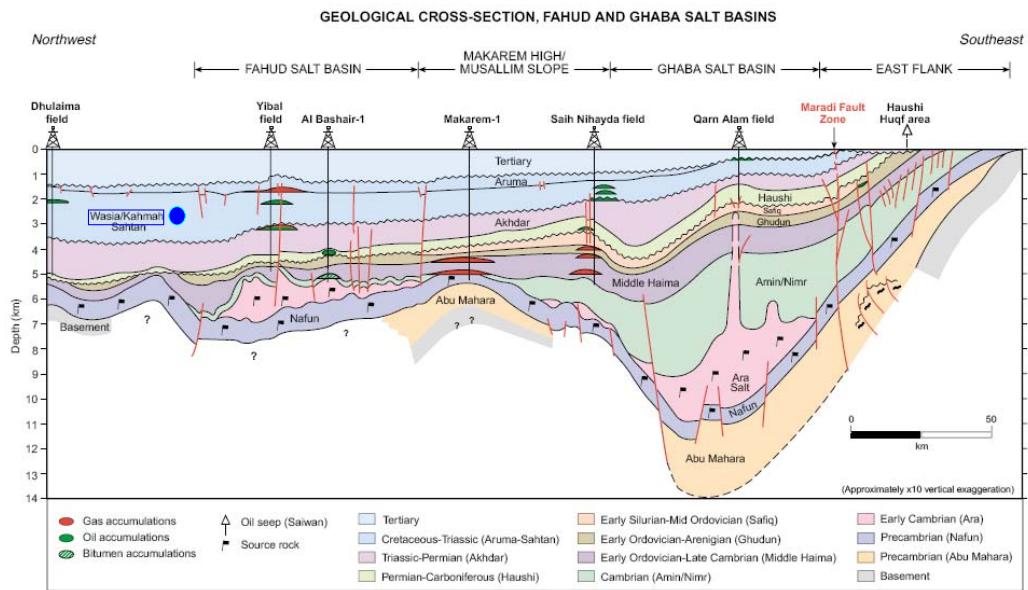 GEOLOGICAL CROSS-SECTION, FAHUD AND GHABA SALT BASINS
Northwest
Southeast
FAHUD SALT BASIN
MAKAREM HIGH/
MUSALLIM SLOPE
GHABA SALT BASIN
EAST FLANK
Dhulaima
field
Yibal
field
Al Bashair-1
Makarem-1
Saih Nihayda field
Qarn Alam field
Maradi Fault
Zone
Haushi
Huqf area
Depth (km)
0
1
2
3
4
5
6
7
8
9
10
11
12
13
14
Tertiary
Aruma
Wasia/Kahmah
Sahtan
Akhdar
Haushi
Safiq
Ghudun
Middle Haima
Amin/Nimr
Abu Mahara
Nafun
Basement
?
?
?
?
? ?
Ara
Salt
Nafun
Abu Mahara
0
50
km
(Approximately x10 vertical exaggeration)
Gas accumulations
Oil accumulations
Bitumen accumulations
Oil seep (Saiwan)
Source rock
Tertiary
Cretaceous-Triassic (Aruma-Sahtan)
Triassic-Permian (Akhdar)
Permian-Carboniferous (Haushi)
Early Silurian-Mid Ordovician (Safiq)
Early Ordovician-Arenigian (Ghudun)
Early Ordovician-Late Cambrian (Middle Haima)
Cambrian (Amin/Nimr)
Early Cambrian (Ara)
Precambrian (Nafun)
Precambrian (Abu Mahara)
Basement